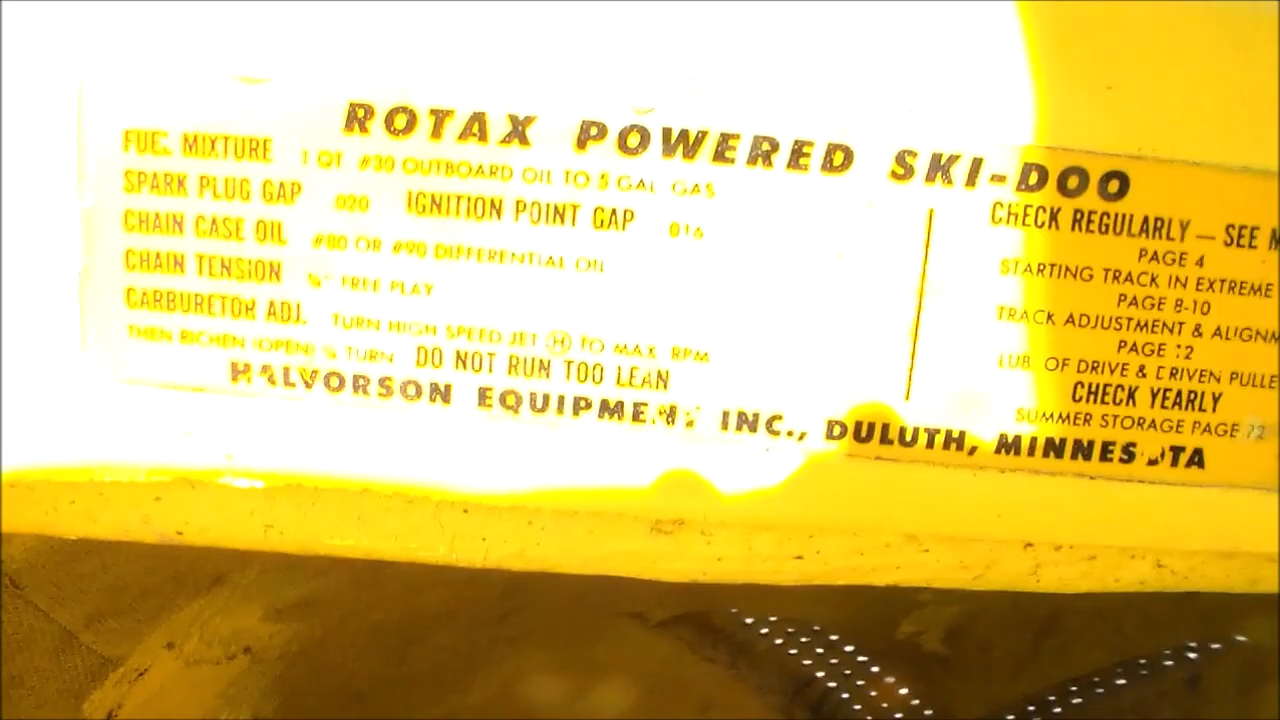 ROTAX POWERED SKI-DOO
FUEL MIXTURE 1 QT #30 OUTBOARD OIL TO 5 GAL GAS
SPARK PLUG GAP .020 IGNITION POINT GAP .016
CHAIN CASE OIL #80 OR #90 DIFFERENTIAL OIL
CHAIN TENSION FREE PLAY
CARBURETOR ADJ. TURN HIGH SPEED JET (H) TO MAX RPM
THEN RICHEN (OPEN) TURN DO NOT RUN TOO LEAN
CHECK REGULARLY — SEE
PAGE 4
STARTING TRACK IN EXTREME
PAGE 8-10
TRACK ADJUSTMENT &
PAGE 12
LUB. OF DRIVE & DRIVEN
CHECK YEARLY
SUMMER STORAGE PAGE
HALVORSON EQUIPMENT INC., DULUTH, MINNESOTA